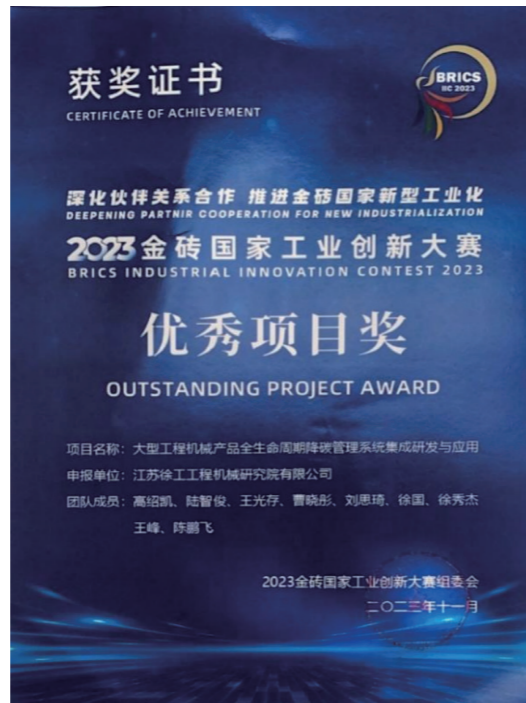 获奖证书
CERTIFICATE OF ACHIEVEMENT
BRICS
IIC 2023
深化伙伴关系合作 推进金砖国家新型工业化
DEEPENING PARTNIR COOPERATION FOR NEW INDUSTRIALIZATION
2023金砖国家工业创新大赛
BRICS INDUSTRIAL INNOVATION CONTEST 2023
优秀项目奖
OUTSTANDING PROJECT AWARD
项目名称：大型工程机械产品全生命周期降碳管理系统集成研发与应用
申报单位：江苏徐工工程机械研究院有限公司
团队成员：高绍凯、陆智俊、王光存、曹晓彤、刘思琦、徐国、徐秀杰
王峰、陈鹏飞
2023金砖国家工业创新大赛组委会
二〇二三年十一月